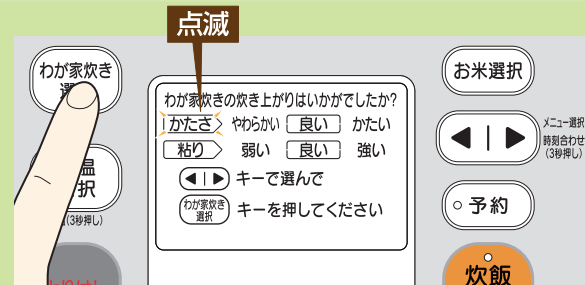 点滅
わが家炊き
選
お米選択
わが家炊きの炊き上がりはいかがでしたか?
かたさ やわらかい 良い かたい
粘り 弱い 良い 強い
◀|▶ キーで選んで
わが家炊き
選択
キーを押してください
◀|▶
メニュー選択
時刻合わせ
(3秒押し)
温
択
(3秒押し)
予約
炊飯